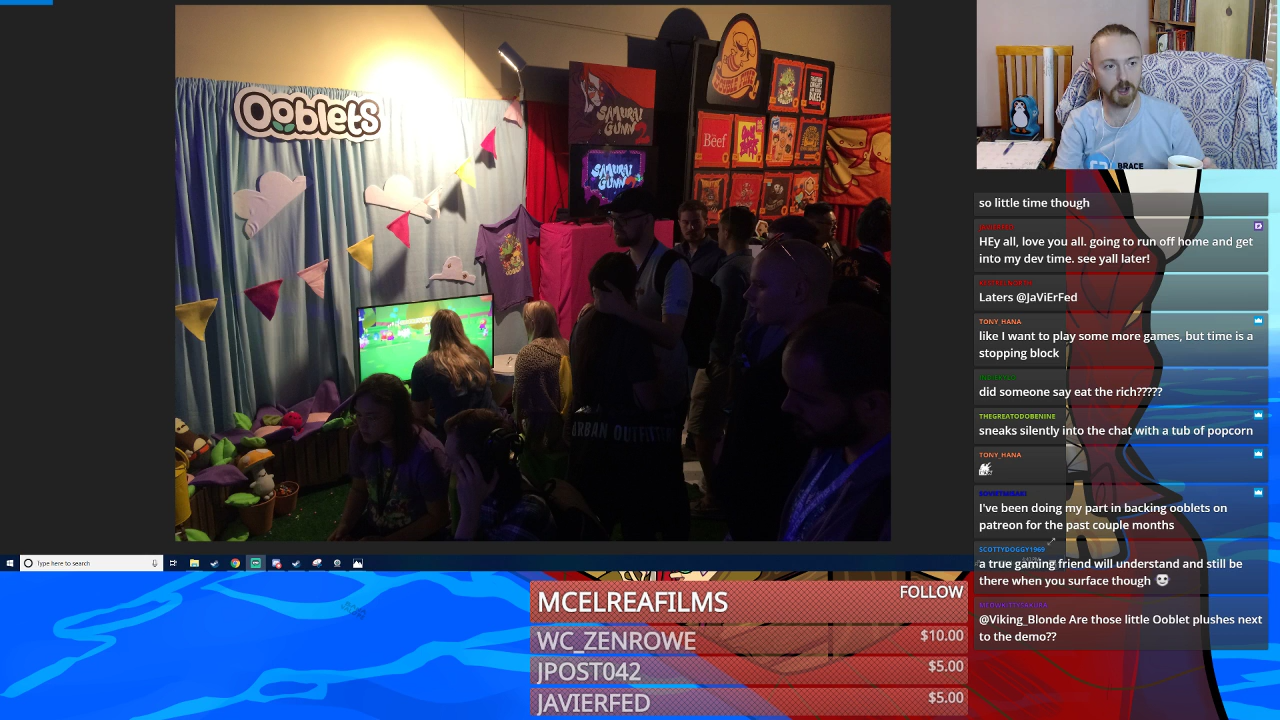 Ooblets
SAMURAI
GUNN
SAMURAI
GUNN
Beef
URBAN OUTFITT
BRACE
Type here to search
so little time though
HEy all, love you all. going to run off home and get
into my dev time. see yall later!
Laters @JaViErFed
TONY_HANA
like I want to play some more games, but time is a
stopping block
did someone say eat the rich?????
THEGREATODOBENINE
sneaks silently into the chat with a tub of popcorn
TONY_HANA
I've been doing my part in backing ooblets on
patreon for the past couple months
SCOTTYDOGGY1969
a true gaming friend will understand and still be
there when you surface though
@Viking_Blonde Are those little Ooblet plushes next
to the demo??
MCELREAFILMS FOLLOW
WC_ZENROWE $10.00
JPOST042 $5.00
JAVIERFED $5.00